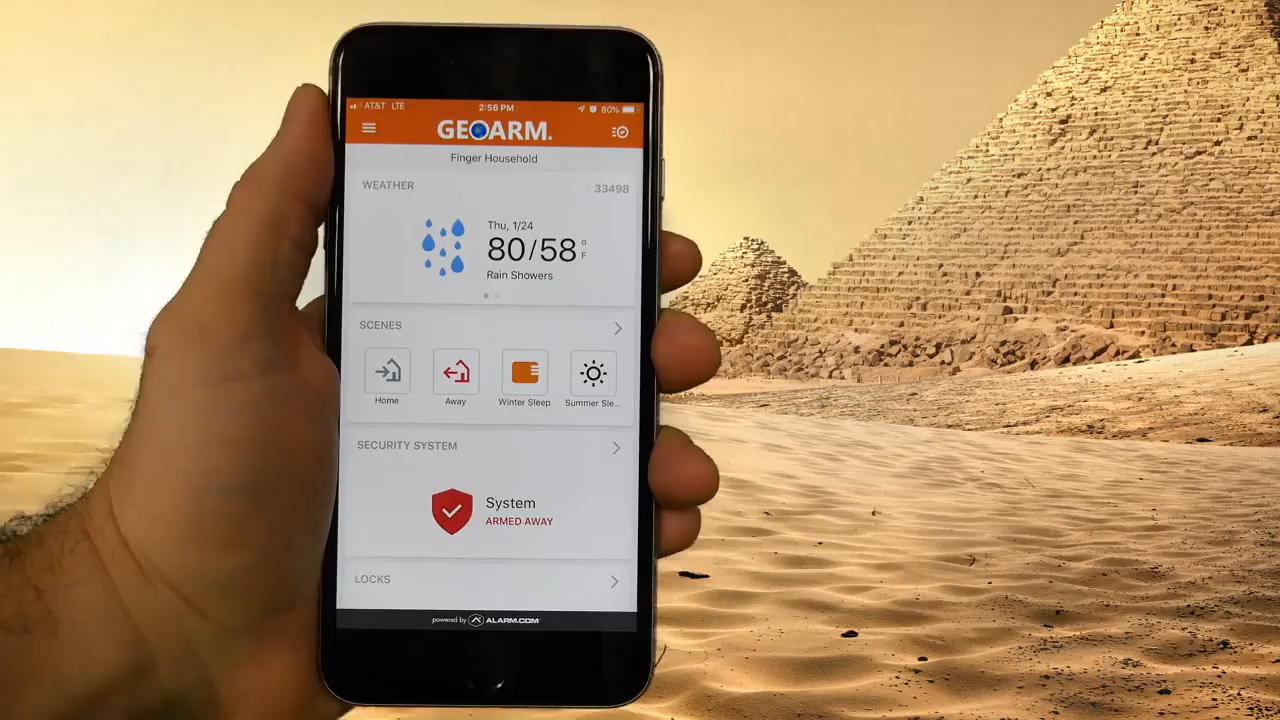 AT&T LTE 2:56 PM 80%
GEOARM.
Finger Household
WEATHER 33498
Thu, 1/24
80/58 °F
Rain Showers
SCENES
Home Away Winter Sleep Summer Sle...
SECURITY SYSTEM
System
ARMED AWAY
LOCKS
powered by ALARM.COM